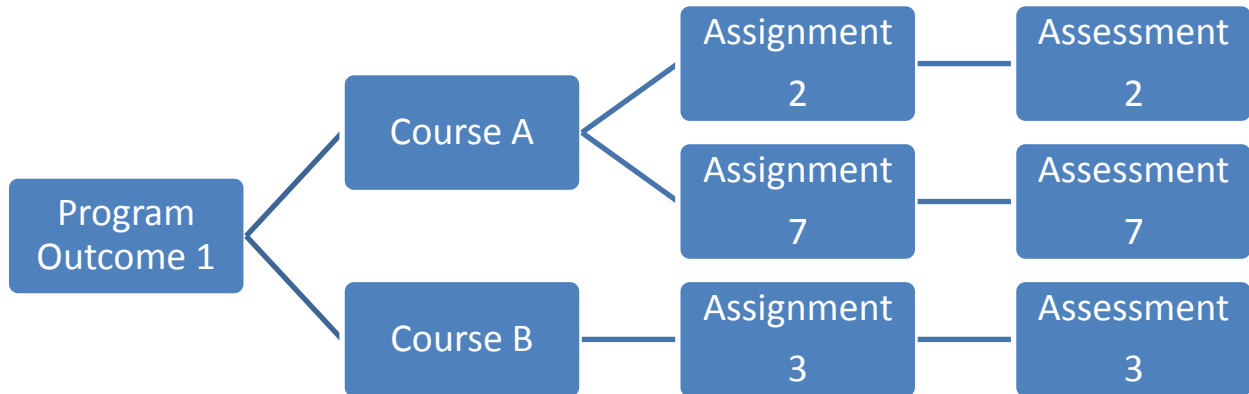 Program
Outcome 1
Course A
Assignment
2
Assessment
2
Assignment
7
Assessment
7
Course B
Assignment
3
Assessment
3